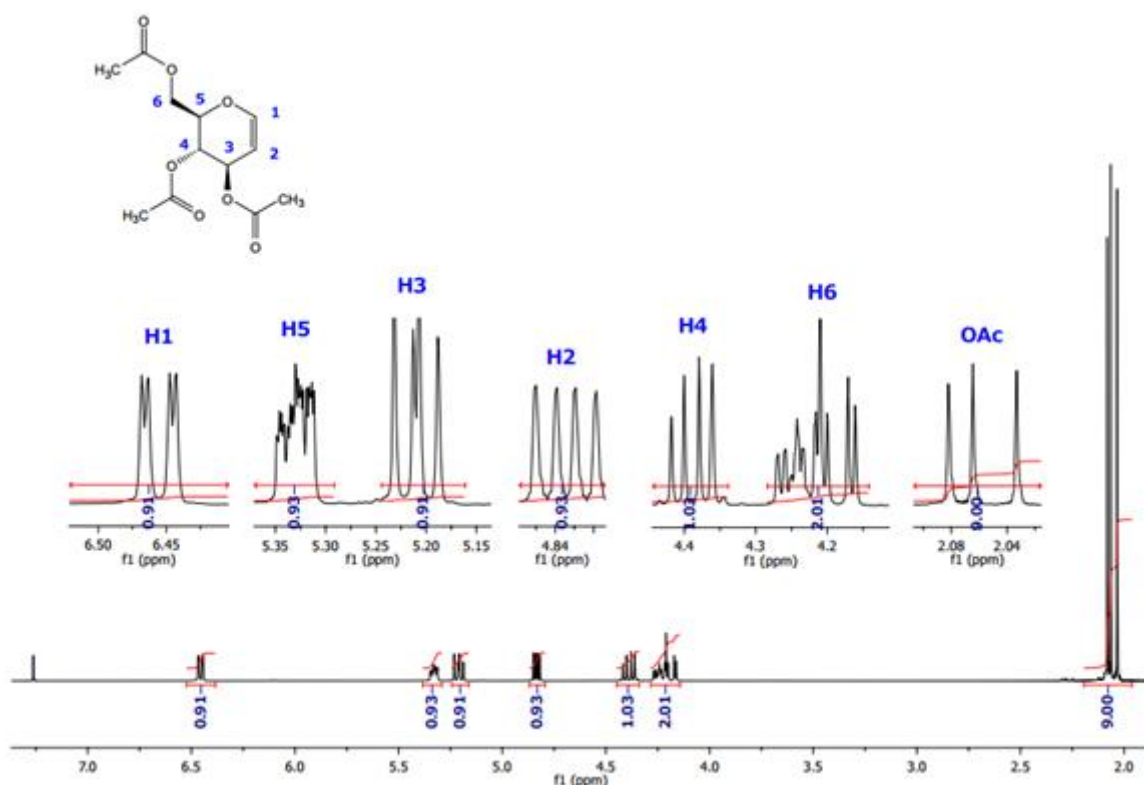 O
H₃C
O
6
5
O
1
4
3
2
O
O
H₃C
O
O
CH₃
O
H3
H6
H1
H5
H4
OAc
H2
0.91
0.93
0.91
0.93
1.03
2.01
9.00
6.50 6.45
5.35 5.30 5.25 5.20 5.15
4.84
4.4
4.3 4.2
2.08 2.04
f1 (ppm)
f1 (ppm)
f1 (ppm)
f1 (ppm)
f1 (ppm)
f1 (ppm)
f1 (ppm)
0.91
0.93
0.91
0.93
1.03
2.01
9.00
7.0 6.5 6.0 5.5 5.0 4.5 4.0 3.5 3.0 2.5 2.0
f1 (ppm)